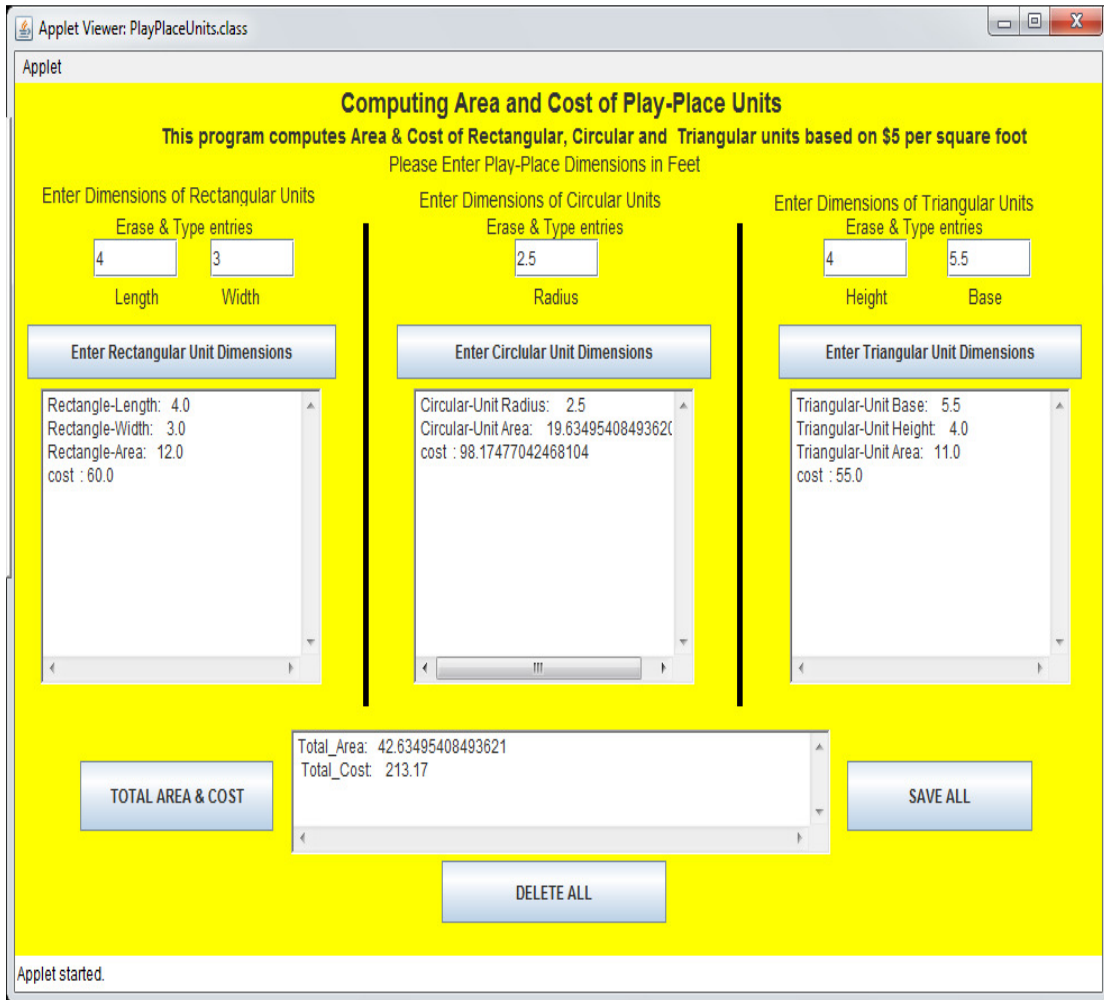 Applet Viewer: PlayPlaceUnits.class
Applet
Computing Area and Cost of Play-Place Units
This program computes Area & Cost of Rectangular, Circular and Triangular units based on $5 per square foot
Please Enter Play-Place Dimensions in Feet
Enter Dimensions of Rectangular Units
Erase & Type entries
4 3
Length Width
Enter Rectangular Unit Dimensions
Rectangle-Length: 4.0
Rectangle-Width: 3.0
Rectangle-Area: 12.0
cost : 60.0
Enter Dimensions of Circular Units
Erase & Type entries
2.5
Radius
Enter Circlular Unit Dimensions
Circular-Unit Radius: 2.5
Circular-Unit Area: 19.63495408493620
cost : 98.17477042468104
Enter Dimensions of Triangular Units
Erase & Type entries
4 5.5
Height Base
Enter Triangular Unit Dimensions
Triangular-Unit Base: 5.5
Triangular-Unit Height: 4.0
Triangular-Unit Area: 11.0
cost : 55.0
TOTAL AREA & COST
Total_Area: 42.63495408493621
Total_Cost: 213.17
SAVE ALL
DELETE ALL
Applet started.